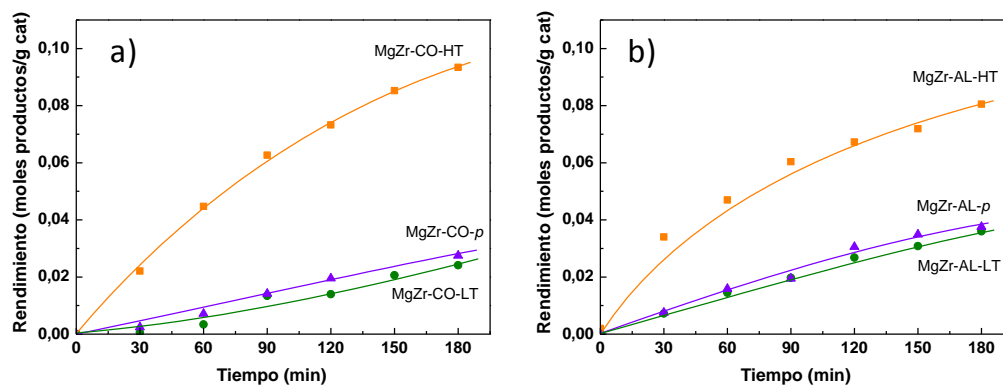 a)
MgZr-CO-HT
MgZr-CO-p
MgZr-CO-LT
0,10
0,08
0,06
0,04
0,02
0,00
0 30 60 90 120 150 180
Tiempo (min)
Rendimiento (moles productos/g cat)
b)
MgZr-AL-HT
MgZr-AL-p
MgZr-AL-LT
0,10
0,08
0,06
0,04
0,02
0,00
0 30 60 90 120 150 180
Tiempo (min)
Rendimiento (moles productos/g cat)